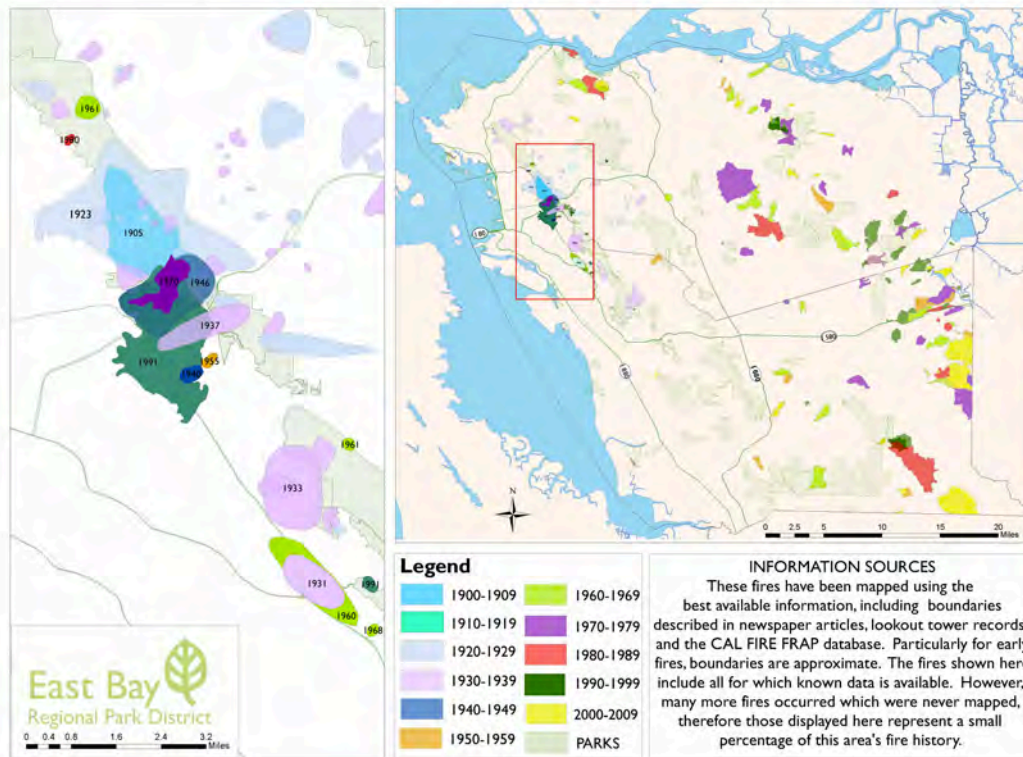 1961
1980
1923
1905
1970
1946
1937
1991
1955
1946
1961
1933
1931
1991
1960
1968
East Bay
Regional Park District
0 0.4 0.8 1.6 2.4 3.2
Miles
180
580
680
N
0 2.5 5 10 15 20
Miles
Legend
1900-1909
1910-1919
1920-1929
1930-1939
1940-1949
1950-1959
1960-1969
1970-1979
1980-1989
1990-1999
2000-2009
PARKS
INFORMATION SOURCES
These fires have been mapped using the
best available information, including boundaries
described in newspaper articles, lookout tower records,
and the CAL FIRE FRAP database. Particularly for early
fires, boundaries are approximate. The fires shown here
include all for which known data is available. However,
many more fires occurred which were never mapped,
therefore those displayed here represent a small
percentage of this area's fire history.